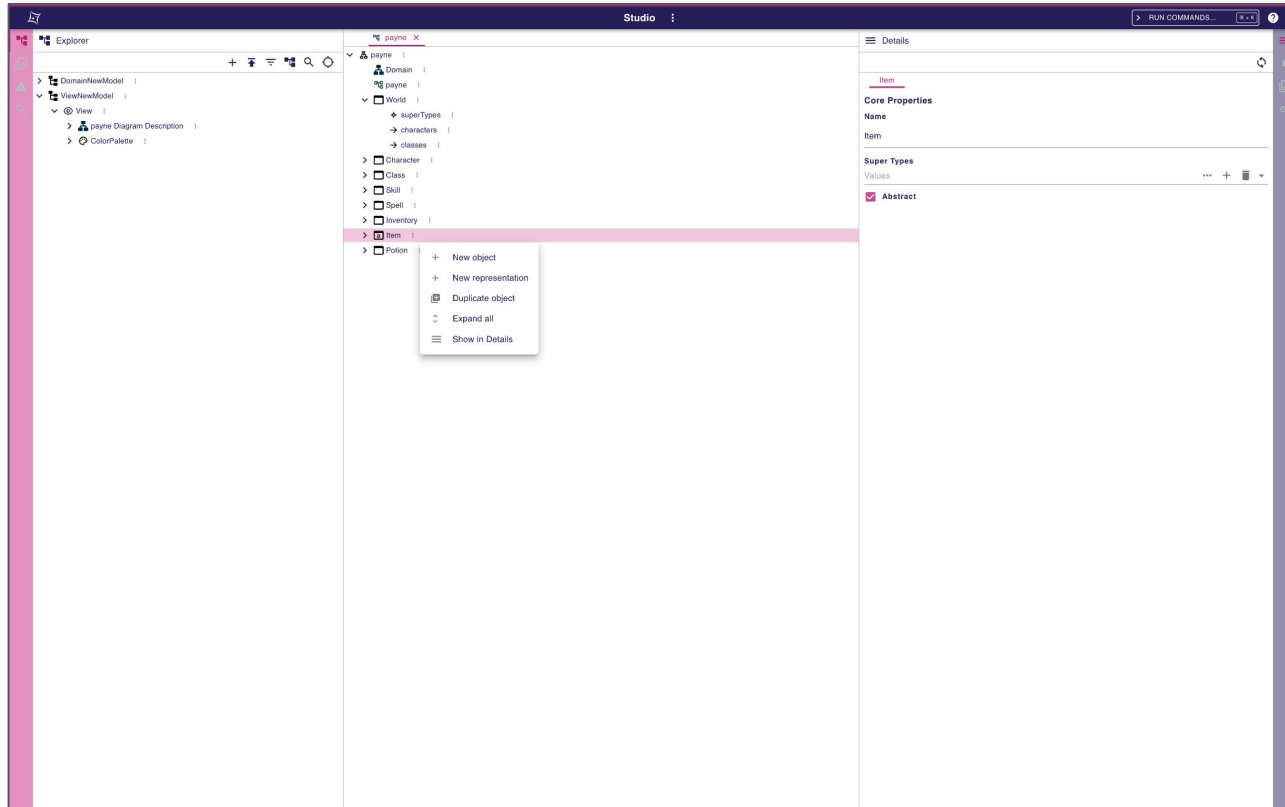 Studio
RUN COMMANDS...
⌘ + K
Explorer
DomainNewModel
ViewNewModel
View
payne Diagram Description
ColorPalette
payne
payne
Domain
payne
World
superTypes
characters
classes
Character
Class
Skill
Spell
Inventory
Item
Potion
New object
New representation
Duplicate object
Expand all
Show in Details
Details
Item
Core Properties
Name
Item
Super Types
Values
Abstract